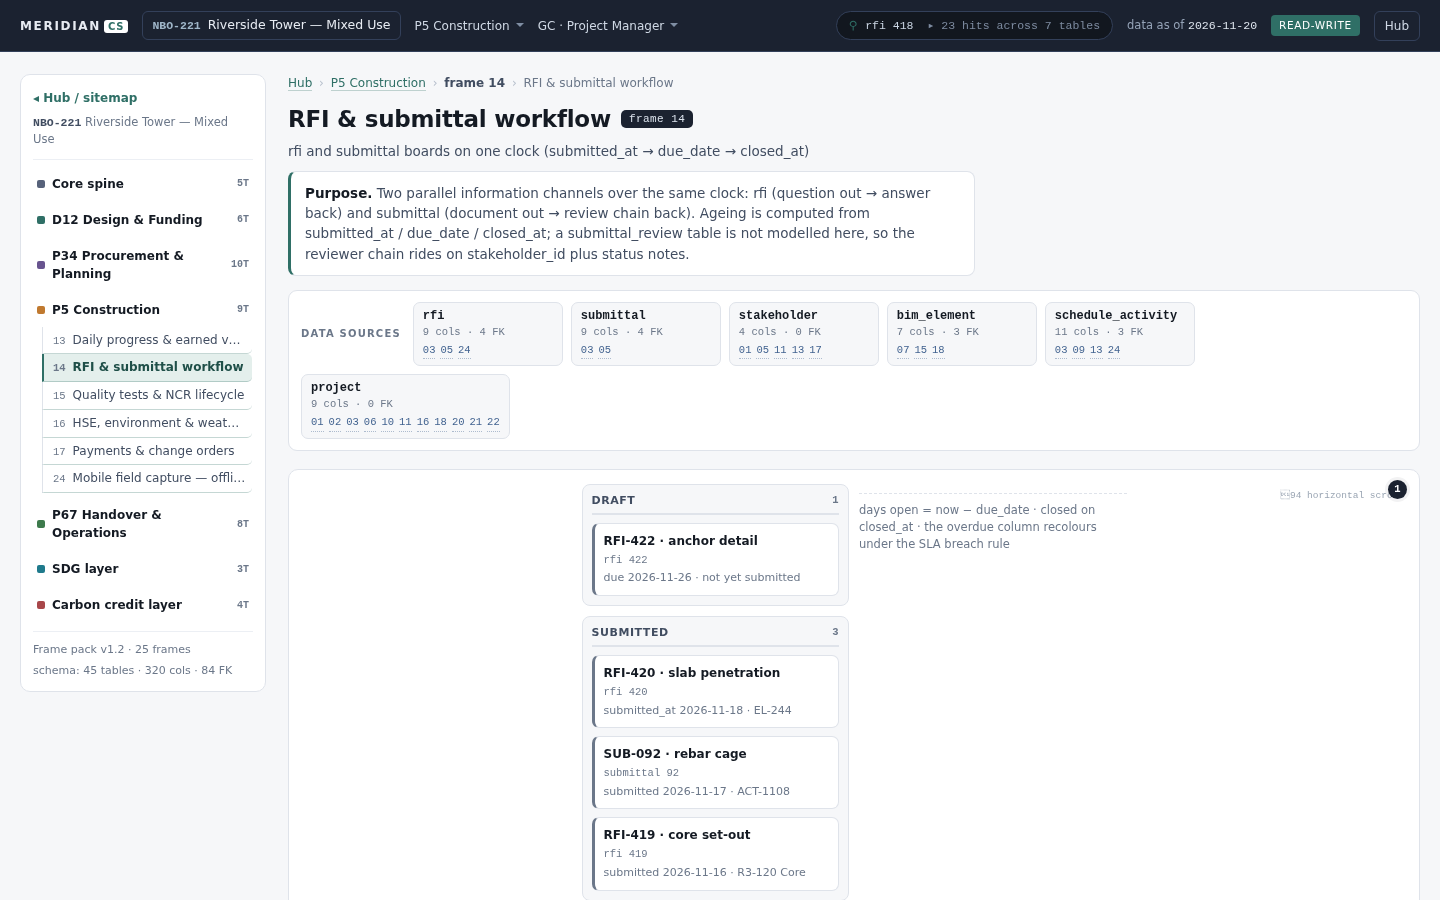 MERIDIAN CS
NBO-221 Riverside Tower — Mixed Use
P5 Construction
GC · Project Manager
rfi 418 ▸ 23 hits across 7 tables
data as of 2026-11-20
READ-WRITE
Hub
◂ Hub / sitemap
NBO-221 Riverside Tower — Mixed
Use
Core spine 5T
D12 Design & Funding 6T
P34 Procurement &
Planning 10T
P5 Construction 9T
13 Daily progress & earned v…
14 RFI & submittal workflow
15 Quality tests & NCR lifecycle
16 HSE, environment & weat…
17 Payments & change orders
24 Mobile field capture — offli…
P67 Handover &
Operations 8T
SDG layer 3T
Carbon credit layer 4T
Frame pack v1.2 · 25 frames
schema: 45 tables · 320 cols · 84 FK
Hub › P5 Construction › frame 14 › RFI & submittal workflow
RFI & submittal workflow frame 14
rfi and submittal boards on one clock (submitted_at → due_date → closed_at)
Purpose. Two parallel information channels over the same clock: rfi (question out → answer
back) and submittal (document out → review chain back). Ageing is computed from
submitted_at / due_date / closed_at; a submittal_review table is not modelled here, so the
reviewer chain rides on stakeholder_id plus status notes.
DATA SOURCES
rfi
9 cols · 4 FK
03 05 24
submittal
9 cols · 4 FK
03 05
stakeholder
4 cols · 0 FK
01 05 11 13 17
bim_element
7 cols · 3 FK
07 15 18
schedule_activity
11 cols · 3 FK
03 09 13 24
project
9 cols · 0 FK
01 02 03 06 10 11 16 18 20 21 22
DRAFT 1
RFI-422 · anchor detail
rfi 422
due 2026-11-26 · not yet submitted
SUBMITTED 3
RFI-420 · slab penetration
rfi 420
submitted_at 2026-11-18 · EL-244
SUB-092 · rebar cage
submittal 92
submitted 2026-11-17 · ACT-1108
RFI-419 · core set-out
rfi 419
submitted 2026-11-16 · R3-120 Core
days open = now − due_date · closed on
closed_at · the overdue column recolours
under the SLA breach rule
94 horizontal
1